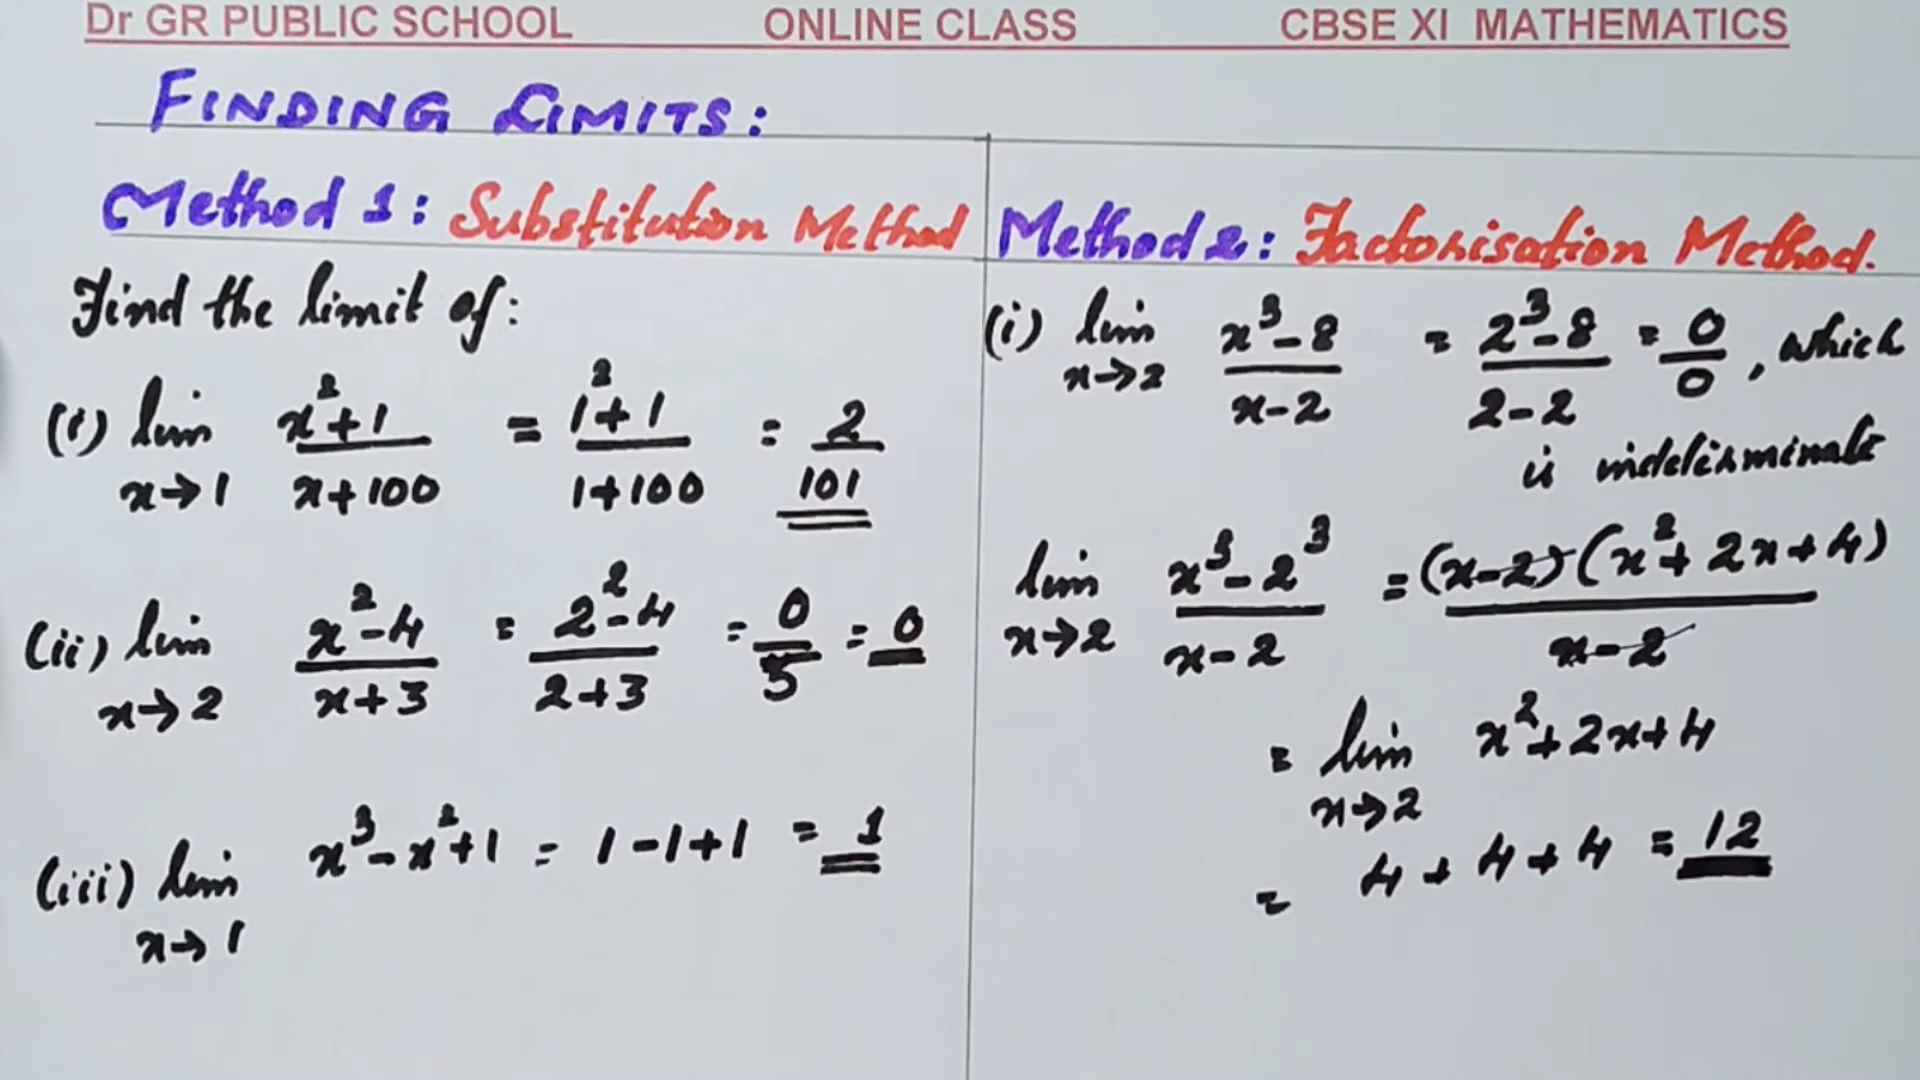 Dr GR PUBLIC SCHOOL ONLINE CLASS CBSE XI MATHEMATICS
FINDING LIMITS:
Method 1: Substitution Method
Find the limit of:
(i) lim x→1 (x²+1)/(x+100) = (1²+1)/(1+100) = 2/101
(ii) lim x→2 (x²-4)/(x+3) = (2²-4)/(2+3) = 0/5 = 0
(iii) lim x→1 x³-x²+1 = 1-1+1 = 1
Method 2: Factorisation Method.
(i) lim x→2 (x³-8)/(x-2) = (2³-8)/(2-2) = 0/0, which
is indeterminate
lim x→2 (x³-2³)/(x-2) = (x-2)(x²+2x+4)/(x-2)
= lim x→2 x²+2x+4
= 4+4+4 = 12